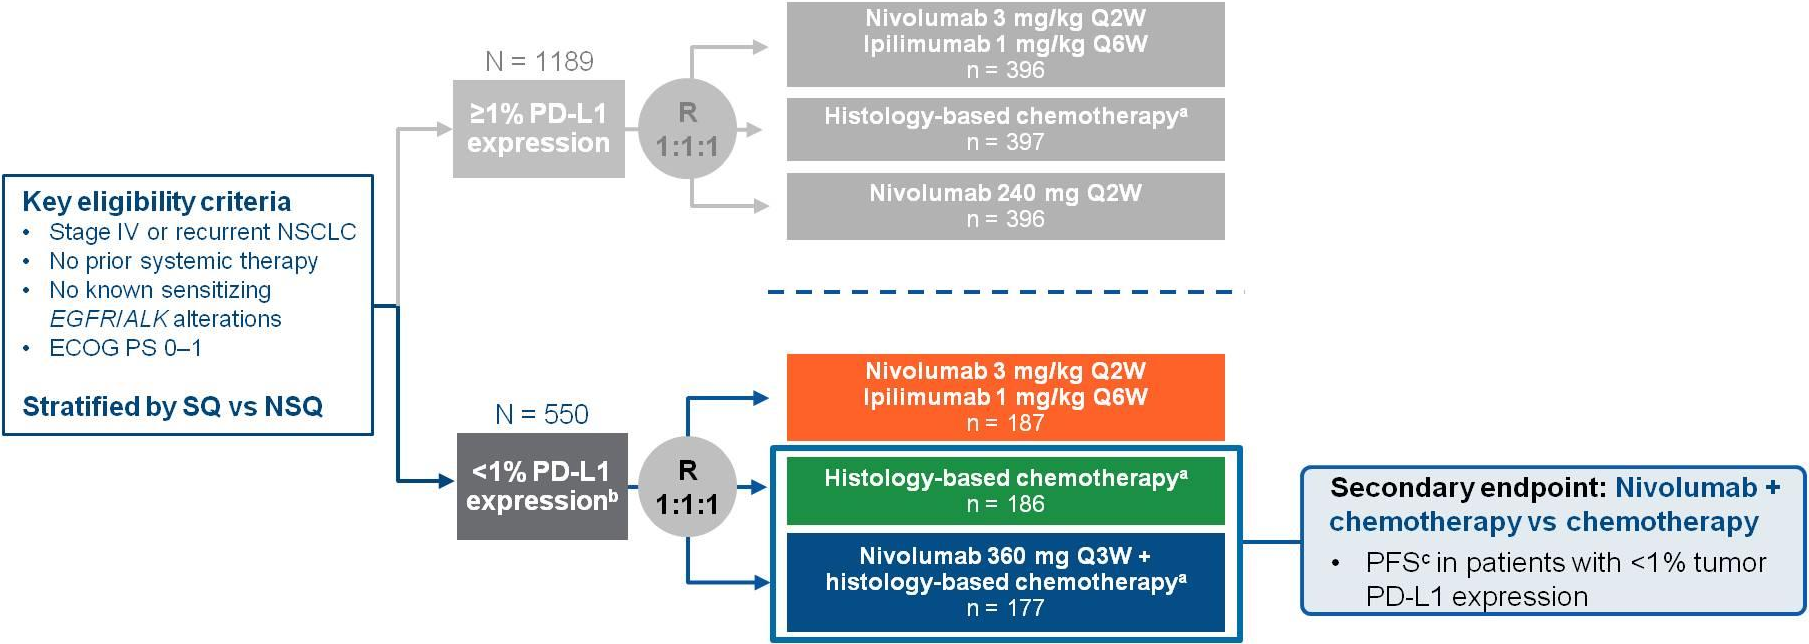 Key eligibility criteria
• Stage IV or recurrent NSCLC
• No prior systemic therapy
• No known sensitizing
EGFR/ALK alterations
• ECOG PS 0–1
Stratified by SQ vs NSQ
N = 1189
≥1% PD-L1
expression
R
1:1:1
Nivolumab 3 mg/kg Q2W
Ipilimumab 1 mg/kg Q6W
n = 396
Histology-based chemotherapyᵃ
n = 397
Nivolumab 240 mg Q2W
n = 396
N = 550
<1% PD-L1
expressionᵇ
R
1:1:1
Nivolumab 3 mg/kg Q2W
Ipilimumab 1 mg/kg Q6W
n = 187
Histology-based chemotherapyᵃ
n = 186
Nivolumab 360 mg Q3W +
histology-based chemotherapyᵃ
n = 177
Secondary endpoint: Nivolumab +
chemotherapy vs chemotherapy
• PFSᶜ in patients with <1% tumor
PD-L1 expression